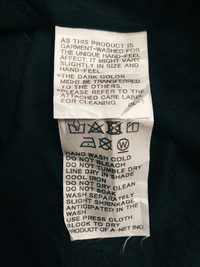 AS THIS PRODUCT IS
GARMENT-WASHED FOR
THE UNIQUE HAND-FEEL
AFFECT, IT MIGHT VARY
SLIGHTLY IN SIZE AND
HAND-FEEL.
*THE DARK COLOR
MIGHT BE TRANSFERRED
TO THE OTHERS.
*PLEASE REFER TO THE
ATTACHED CARE LABEL
FOR CLEANING.
HAND WASH COLD
DO NOT BLEACH
DO NOT TUMBLE DRY
LINE DRY IN SHADE
COOL IRON
DO NOT DRY CLEAN
DO NOT SOAK
WASH SEPARATELY
SLIGHT SHRINKAGE
ANTICIPATED IN THE
WASH
USE PRESS CLOTH
BLOCK TO DRY
PRODUCT OF A-NET INC.